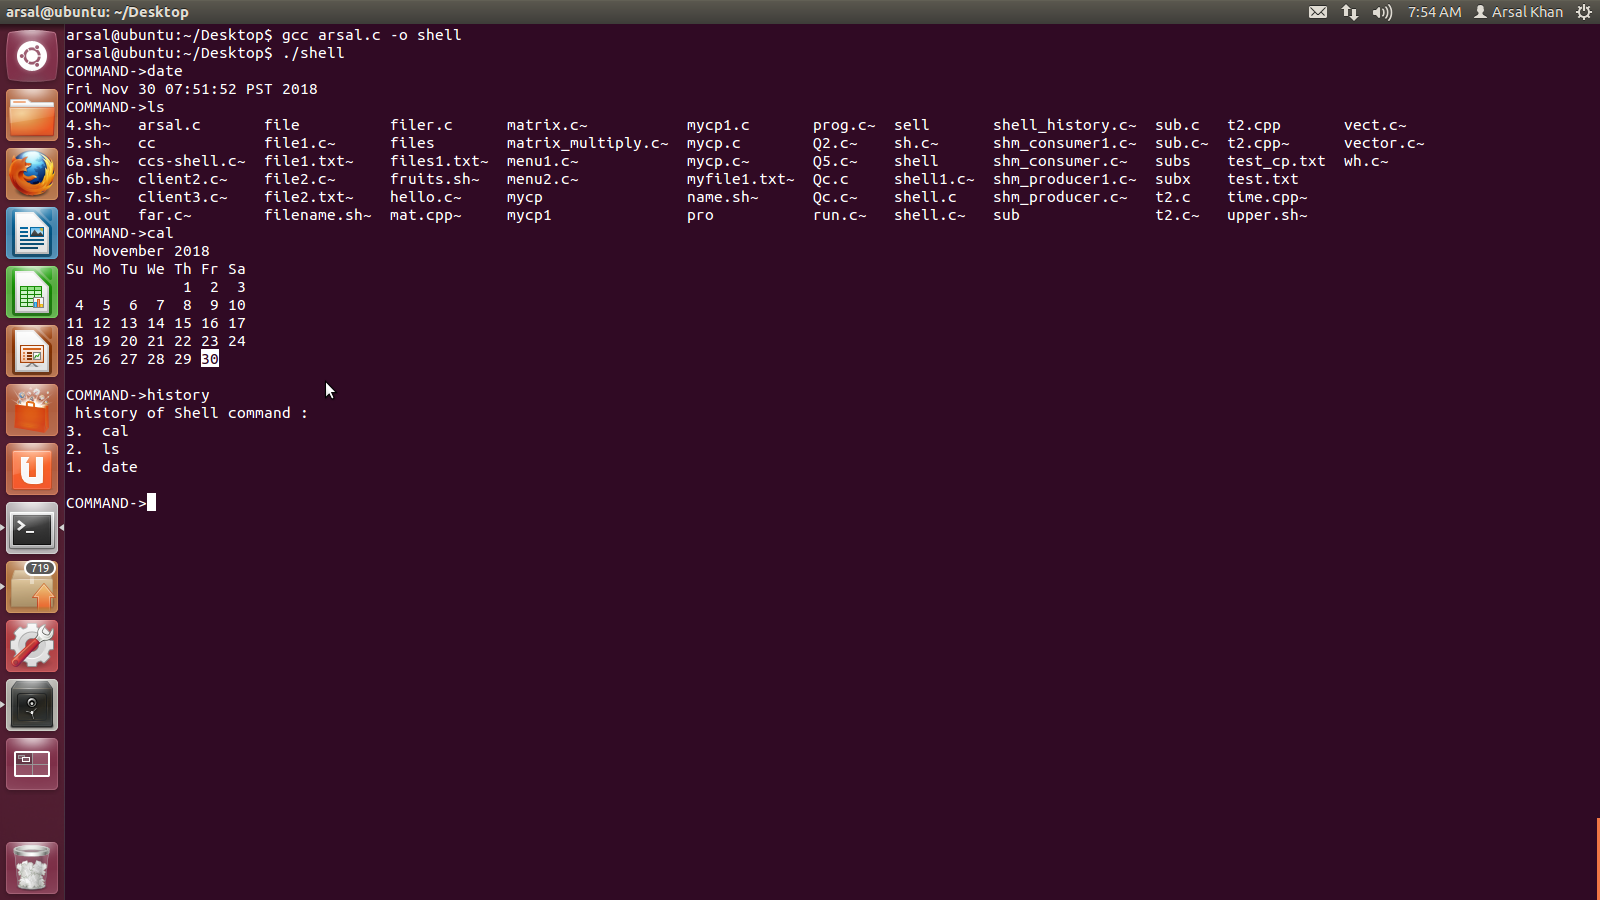 arsal@ubuntu: ~/Desktop 7:54 AM Arsal Khan
arsal@ubuntu:~/Desktop$ gcc arsal.c -o shell
arsal@ubuntu:~/Desktop$ ./shell
COMMAND->date
Fri Nov 30 07:51:52 PST 2018
COMMAND->ls
4.sh~ arsal.c file filer.c matrix.c~ mycp1.c prog.c~ sell shell_history.c~ sub.c t2.cpp vect.c~
5.sh~ cc file1.c~ files matrix_multiply.c~ mycp.c Q2.c~ sh.c~ shm_consumer1.c~ sub.c~ t2.cpp~ vector.c~
6a.sh~ ccs-shell.c~ file1.txt~ files1.txt~ menu1.c~ mycp.c~ Q5.c~ shell shm_consumer.c~ subs test_cp.txt wh.c~
6b.sh~ client2.c~ file2.c~ fruits.sh~ menu2.c~ myfile1.txt~ Qc.c shell1.c~ shm_producer1.c~ subx test.txt
7.sh~ client3.c~ file2.txt~ hello.c~ mycp name.sh~ Qc.c~ shell.c shm_producer.c~ t2.c time.cpp~
a.out far.c~ filename.sh~ mat.cpp~ mycp1 pro run.c~ shell.c~ sub t2.c~ upper.sh~
COMMAND->cal
November 2018
Su Mo Tu We Th Fr Sa
1 2 3
4 5 6 7 8 9 10
11 12 13 14 15 16 17
18 19 20 21 22 23 24
25 26 27 28 29 30
COMMAND->history
history of Shell command :
3. cal
2. ls
1. date
COMMAND->
719